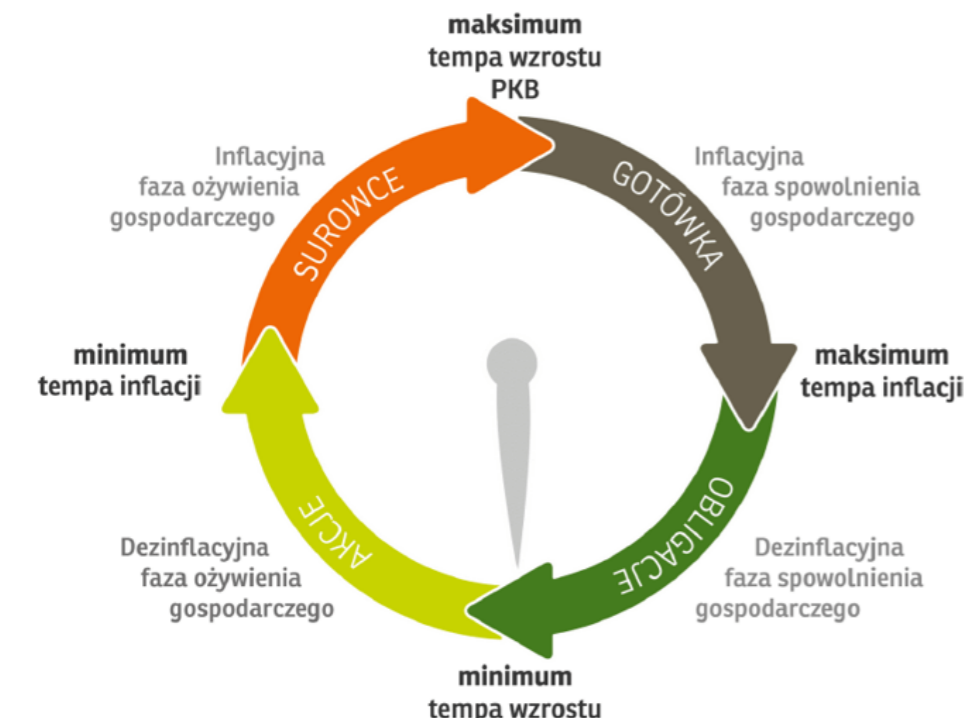 maksimum
tempa wzrostu
PKB
Inflacyjna
faza ożywienia
gospodarczego
SUROWCE
GOTÓWKA
Inflacyjna
faza spowolnienia
gospodarczego
minimum
tempa inflacji
maksimum
tempa inflacji
AKCJE
OBLIGACJE
Dezinflacyjna
faza ożywienia
gospodarczego
Dezinflacyjna
faza spowolnienia
gospodarczego
minimum
tempa wzrostu